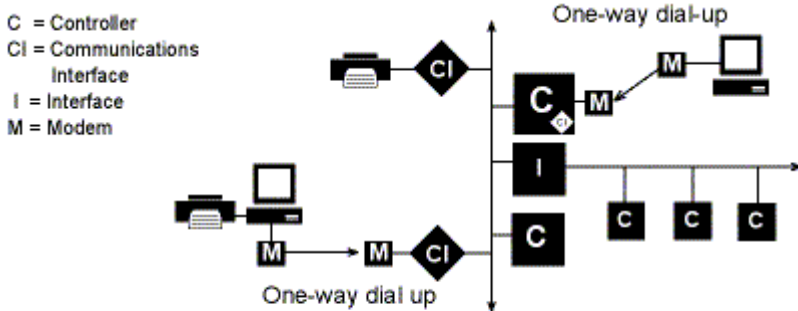 C = Controller
CI = Communications
Interface
I = Interface
M = Modem
One-way dial-up
CI
M
C
CI
M
I
C
C
C
C
M
M
CI
One-way dial up